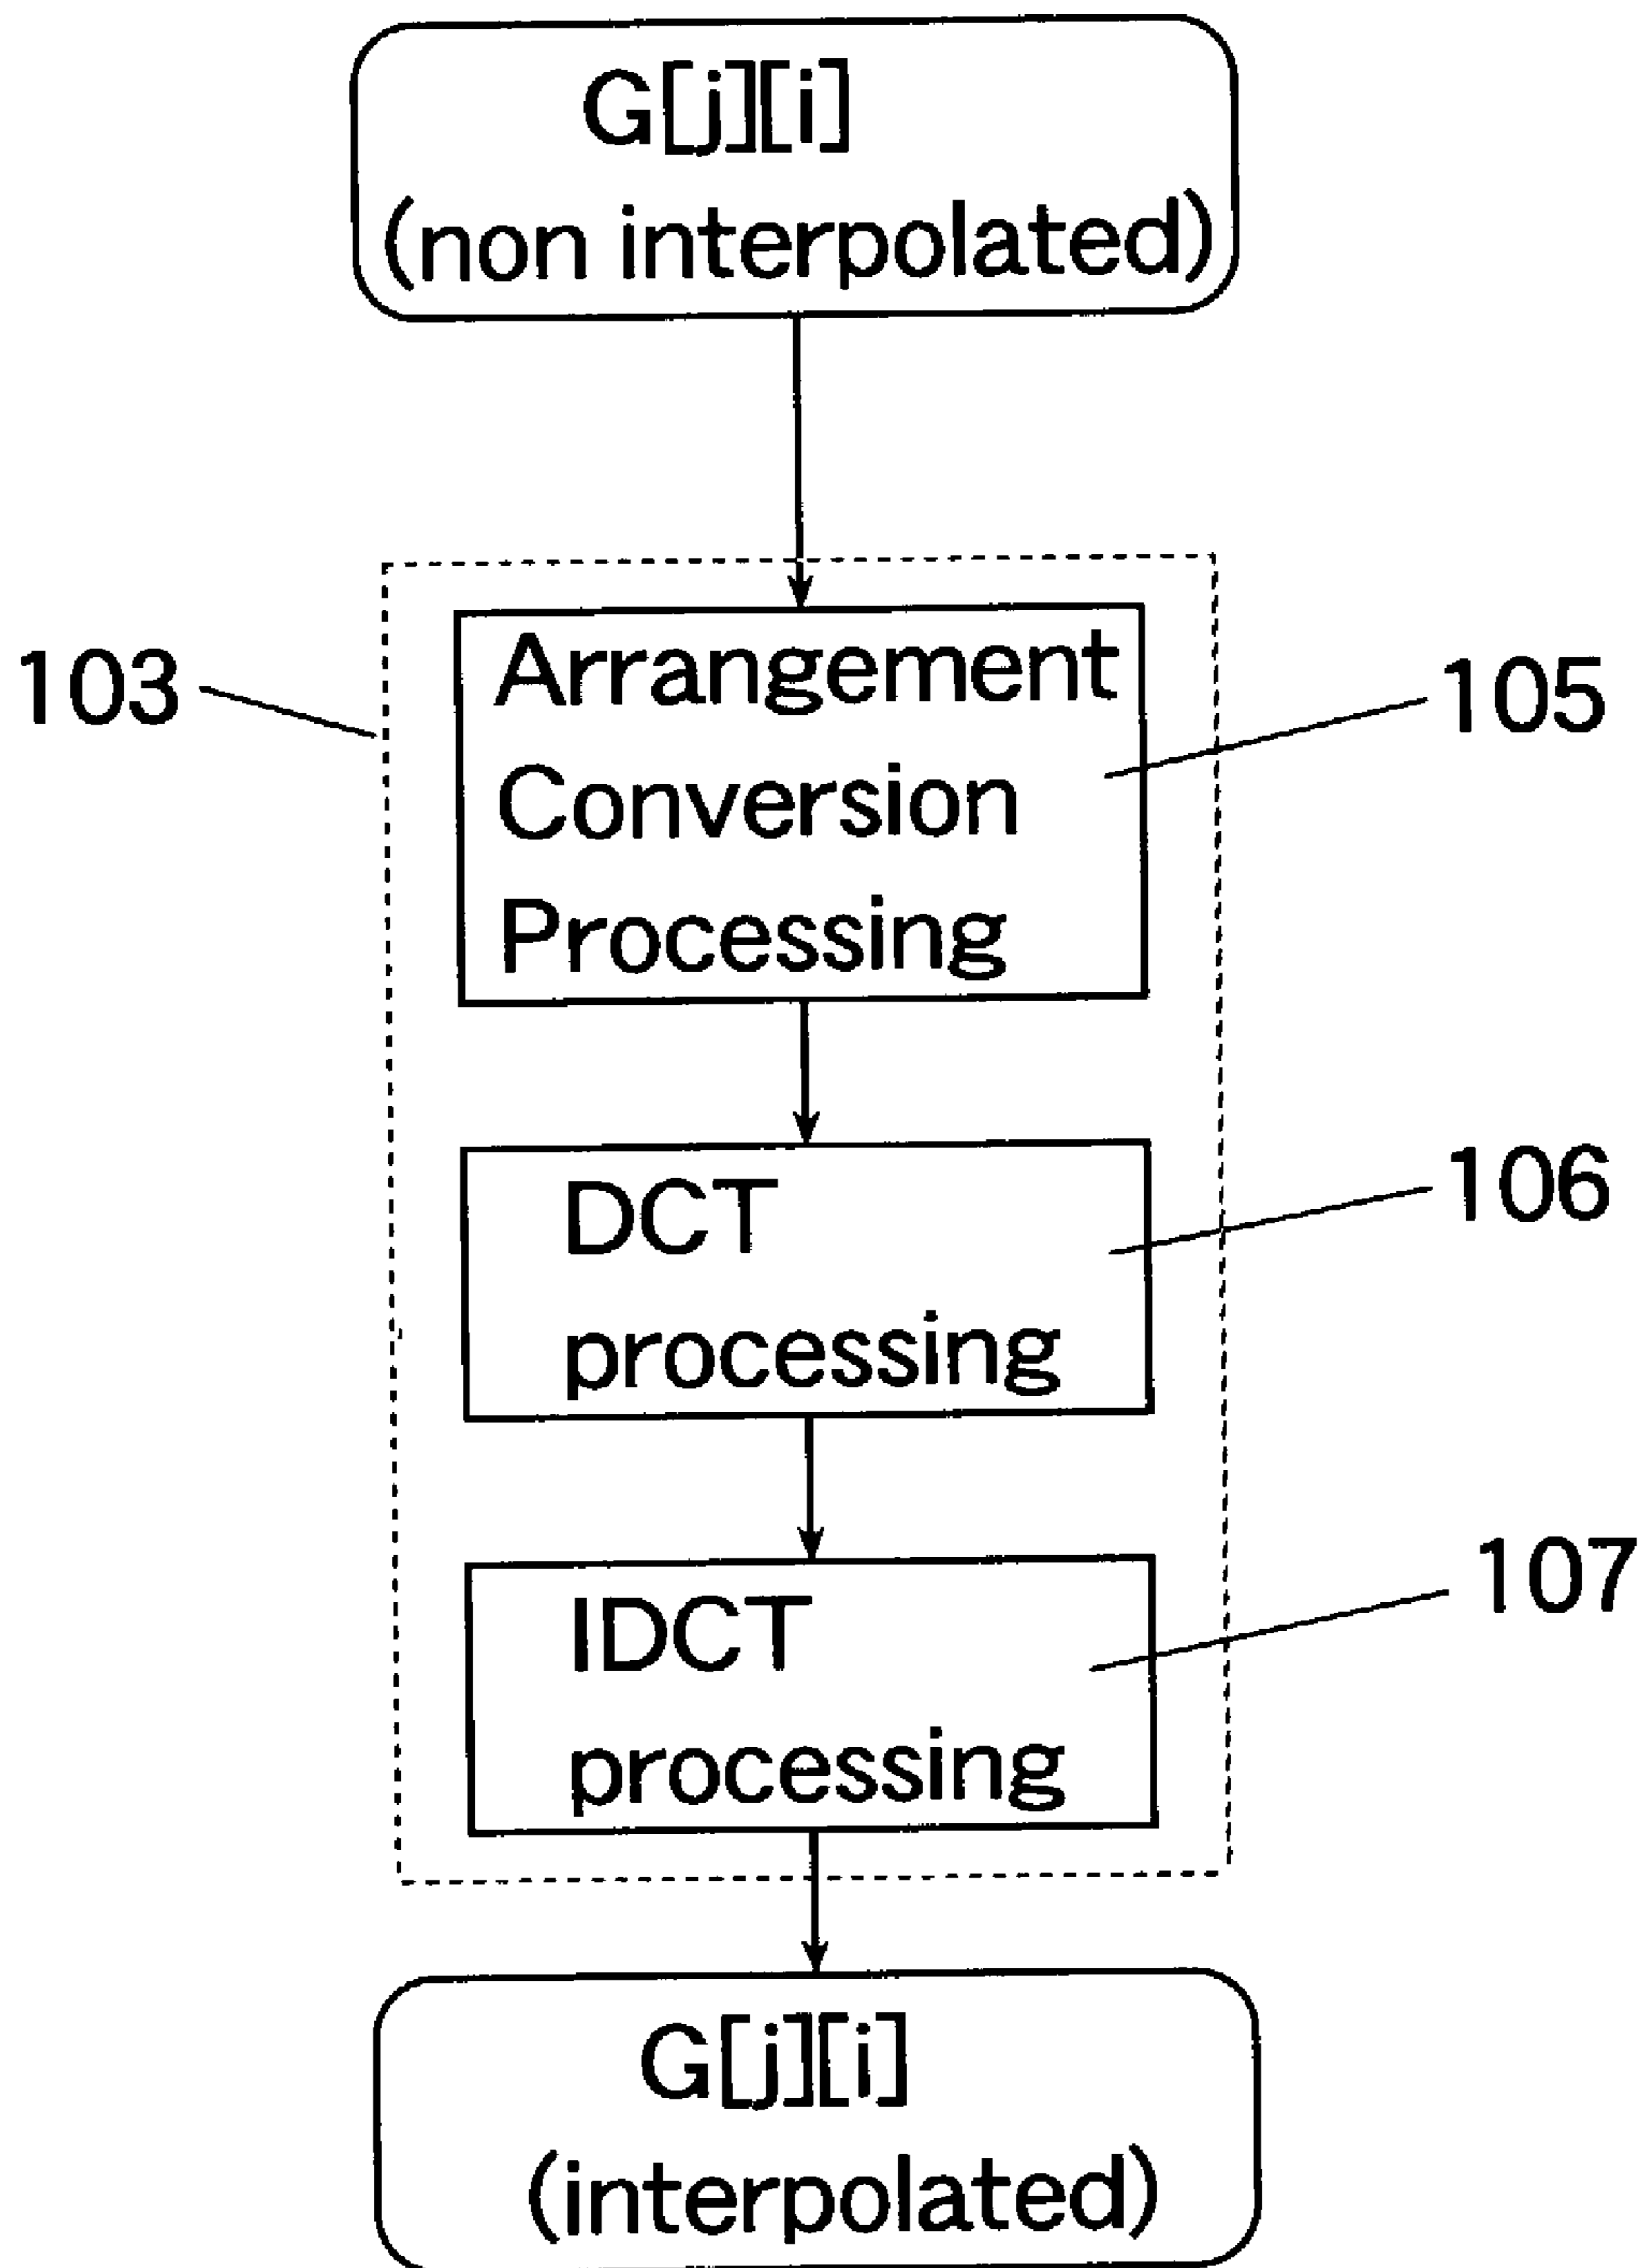 G[j][i]
(non interpolated)
103
Arrangement
Conversion
Processing
105
DCT
processing
106
IDCT
processing
107
G[j][i]
(interpolated)